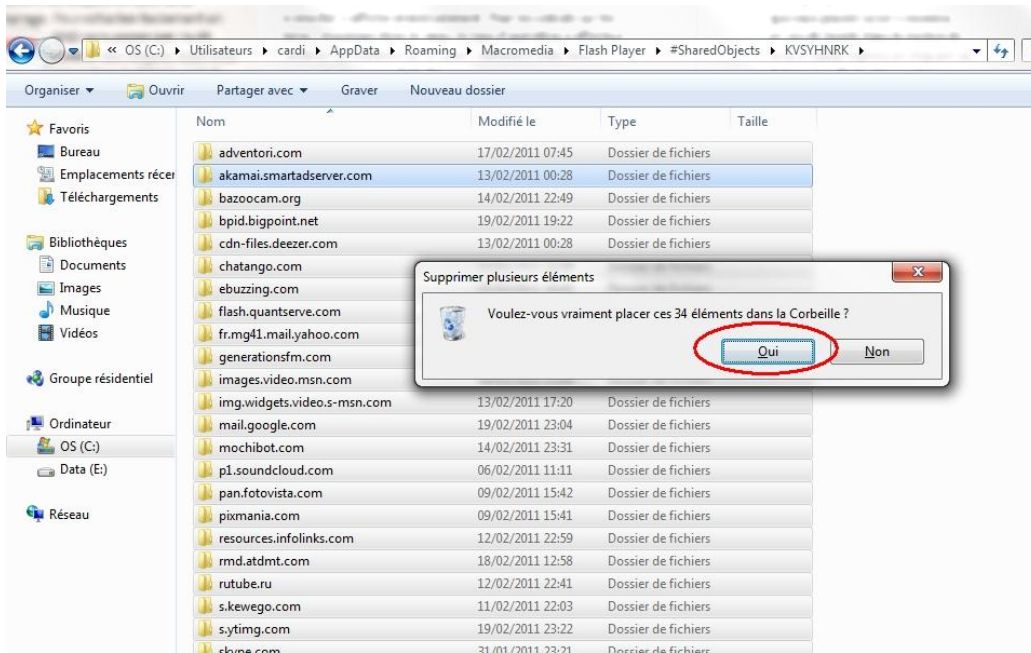 « OS (C:) ▸ Utilisateurs ▸ cardi ▸ AppData ▸ Roaming ▸ Macromedia ▸ Flash Player ▸ #SharedObjects ▸ KVSYHNRK ▸
Organiser Ouvrir Partager avec Graver Nouveau dossier
Nom Modifié le Type Taille
Favoris
Bureau
Emplacements récer
Téléchargements
Bibliothèques
Documents
Images
Musique
Vidéos
Groupe résidentiel
Ordinateur
OS (C:)
Data (E:)
Réseau
adventori.com 17/02/2011 07:45 Dossier de fichiers
akamai.smartadserver.com 13/02/2011 00:28 Dossier de fichiers
bazoocam.org 14/02/2011 22:49 Dossier de fichiers
bpid.bigpoint.net 19/02/2011 19:22 Dossier de fichiers
cdn-files.deezer.com 13/02/2011 00:28 Dossier de fichiers
chatango.com
ebuzzing.com
flash.quantserve.com
fr.mg41.mail.yahoo.com
generationsfm.com
images.video.msn.com
img.widgets.video.s-msn.com 13/02/2011 17:20 Dossier de fichiers
mail.google.com 19/02/2011 23:04 Dossier de fichiers
mochibot.com 14/02/2011 23:31 Dossier de fichiers
p1.soundcloud.com 06/02/2011 11:11 Dossier de fichiers
pan.fotovista.com 09/02/2011 15:42 Dossier de fichiers
pixmania.com 09/02/2011 15:41 Dossier de fichiers
resources.infolinks.com 12/02/2011 22:59 Dossier de fichiers
rmd.atdmt.com 18/02/2011 12:58 Dossier de fichiers
rutube.ru 12/02/2011 22:41 Dossier de fichiers
s.kewego.com 11/02/2011 22:03 Dossier de fichiers
s.ytimg.com 19/02/2011 23:22 Dossier de fichiers
skype.com 31/01/2011 23:21 Dossier de fichiers
Supprimer plusieurs éléments
Voulez-vous vraiment placer ces 34 éléments dans la Corbeille ?
Oui Non